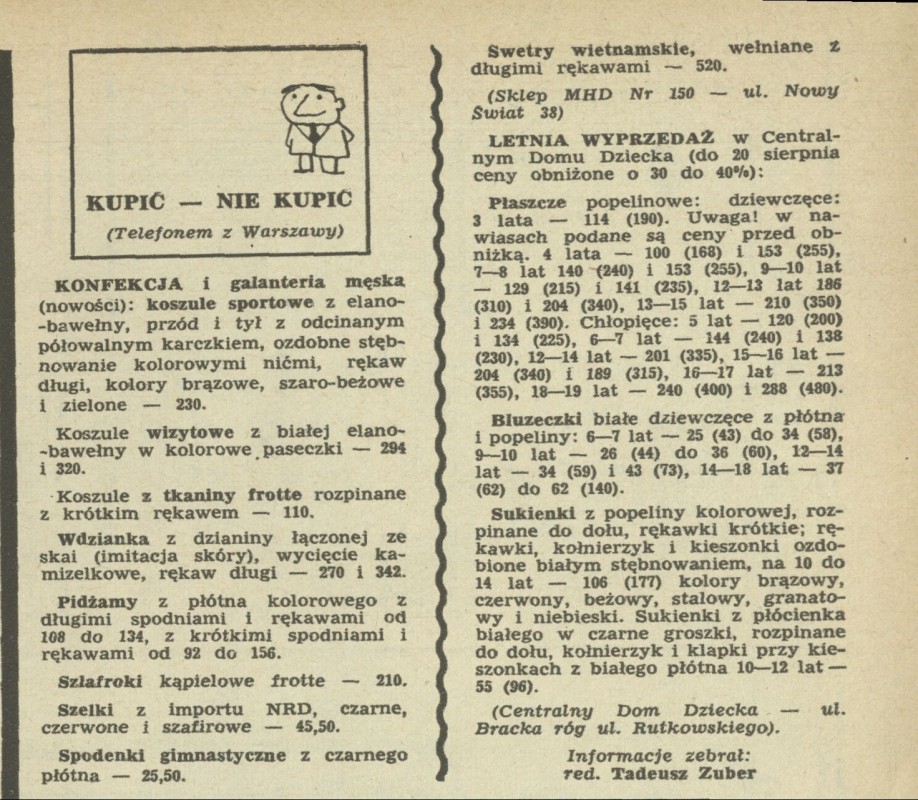 KUPIĆ — NIE KUPIĆ
(Telefonem z Warszawy)
KONFEKCJA i galanteria męska
(nowości): koszule sportowe z elano-
-bawełny, przód i tył z odcinanym
półowalnym karczkiem, ozdobne stęb-
nowanie kolorowymi nićmi, rękaw
długi, kolory brązowe, szaro-beżowe
i zielone — 230.
Koszule wizytowe z białej elano-
-bawełny w kolorowe paseczki — 294
i 320.
Koszule z tkaniny frotte rozpinane
z krótkim rękawem — 110.
Wdzianka z dzianiny łączonej ze
skai (imitacja skóry), wycięcie ka-
mizelkowe, rękaw długi — 270 i 342.
Pidżamy z płótna kolorowego z
długimi spodniami i rękawami od
108 do 134, z krótkimi spodniami i
rękawami od 92 do 156.
Szlafroki kąpielowe frotte — 210.
Szelki z importu NRD, czarne,
czerwone i szafirowe — 45,50.
Spodenki gimnastyczne z czarnego
płótna — 25,50.
Swetry wietnamskie, wełniane z
długimi rękawami — 520.
(Sklep MHD Nr 150 — ul. Nowy
Swiat 38)
LETNIA WYPRZEDAŻ w Central-
nym Domu Dziecka (do 20 sierpnia
ceny obniżone o 30 do 40%):
Płaszcze popelinowe: dziewczęce:
3 lata — 114 (190). Uwaga! w na-
wiasach podane są ceny przed ob-
niżką. 4 lata — 100 (168) i 153 (255),
7—8 lat 140 (240) i 153 (255), 9—10 lat
— 129 (215) i 141 (235), 12—13 lat 186
(310) i 204 (340), 13—15 lat — 210 (350)
i 234 (390). Chłopięce: 5 lat — 120 (200)
i 134 (225), 6—7 lat — 144 (240) i 138
(230), 12—14 lat — 201 (335), 15—16 lat —
204 (340) i 189 (315), 16—17 lat — 213
(355), 18—19 lat — 240 (400) i 288 (480).
Bluzeczki białe dziewczęce z płótna
i popeliny: 6—7 lat — 25 (43) do 34 (58),
9—10 lat — 26 (44) do 36 (60), 12—14
lat — 34 (59) i 43 (73), 14—18 lat — 37
(62) do 62 (140).
Sukienki z popeliny kolorowej, roz-
pinane do dołu, rękawki krótkie; rę-
kawki, kołnierzyk i kieszonki ozdo-
bione białym stębnowaniem, na 10 do
14 lat — 106 (177) kolory brązowy,
czerwony, beżowy, stalowy, granato-
wy i niebieski. Sukienki z płócienka
białego w czarne groszki, rozpinane
do dołu, kołnierzyk i klapki przy kie-
szonkach z białego płótna 10—12 lat —
55 (96).
(Centralny Dom Dziecka — ul.
Bracka róg ul. Rutkowskiego).
Informacje zebrał:
red. Tadeusz Zuber